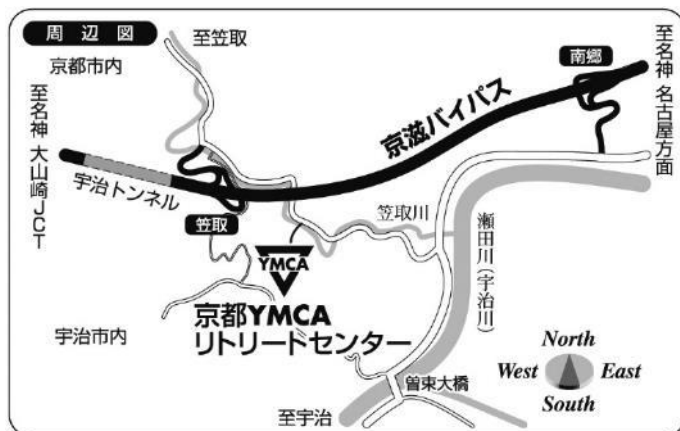 周辺図
至笠取
京都市内
至名神 大山崎JCT
宇治トンネル
笠取
京滋バイパス
南郷
至名神 名古屋方面
笠取川
瀬田川(宇治川)
YMCA
京都YMCA
リトリートセンター
宇治市内
至宇治
曽束大橋
North
West
East
South